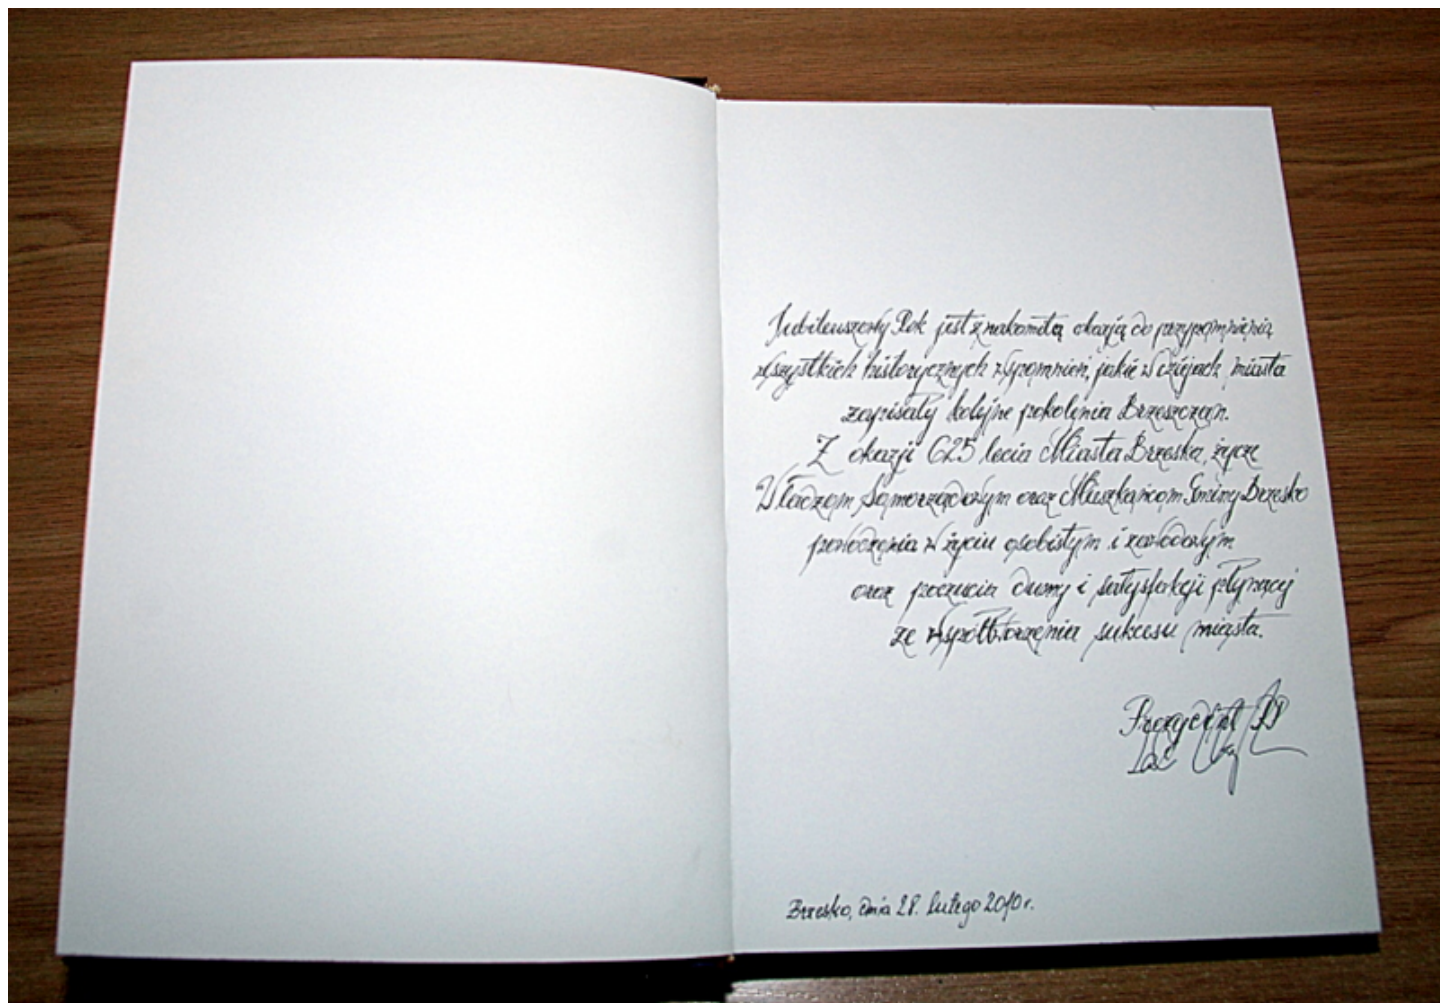 Jubileuszowy Rok jest znakomitą okazją do przypomnienia
wszystkich historycznych wspomnień, jakie w dziejach miasta
zapisały kolejne pokolenia Brzeszczan.
Z okazji 625 lecia Miasta Brzeska, życzę
Władzom Samorządowym oraz Mieszkańcom Gminy Brzesko
powodzenia w życiu osobistym i zawodowym
oraz poczucia dumy i satysfakcji płynącej
ze współtworzenia sukcesu miasta.
Prezydent RP
Brzesko, dnia 28. lutego 2010 r.